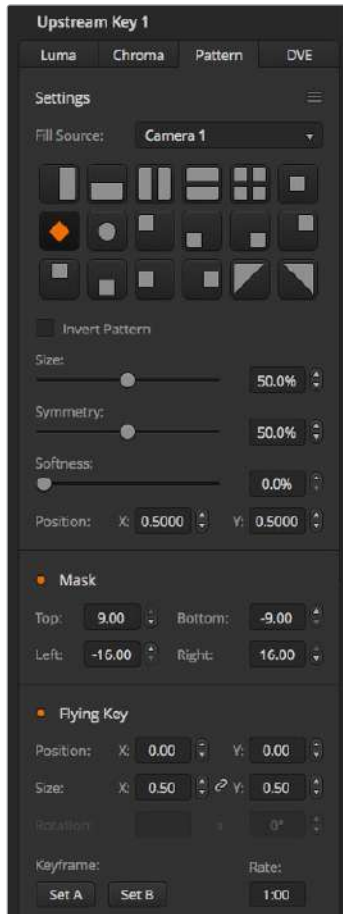 Upstream Key 1
Luma Chroma Pattern DVE
Settings
Fill Source: Camera 1
Invert Pattern
Size:
50.0%
Symmetry:
50.0%
Softness:
0.0%
Position: X: 0.5000 Y: 0.5000
Mask
Top: 9.00 Bottom: -9.00
Left: -16.00 Right: 16.00
Flying Key
Position: X: 0.00 Y: 0.00
Size: X: 0.50 Y: 0.50
Rotation: x 0°
Keyframe: Rate:
Set A Set B 1:00